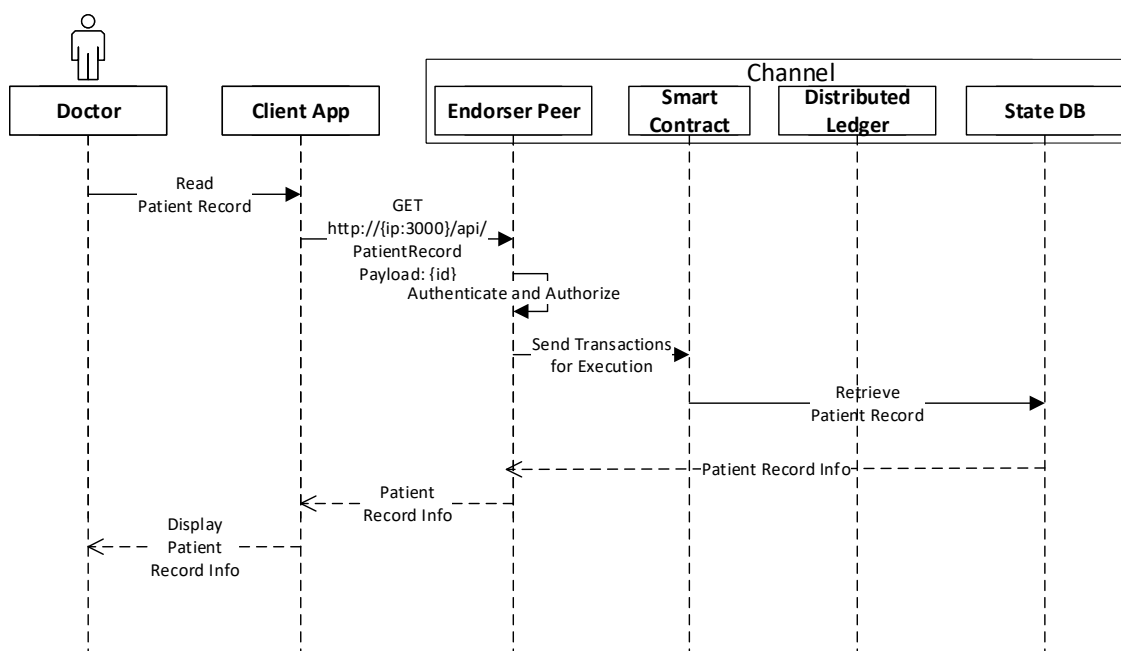 Channel
Doctor
Client App
Endorser Peer
Smart
Contract
Distributed
Ledger
State DB
Read
Patient Record
GET
http://{ip:3000}/api/
PatientRecord
Payload: {id}
Authenticate and Authorize
Send Transactions
for Execution
Retrieve
Patient Record
Patient Record Info
Patient
Record Info
Display
Patient
Record Info